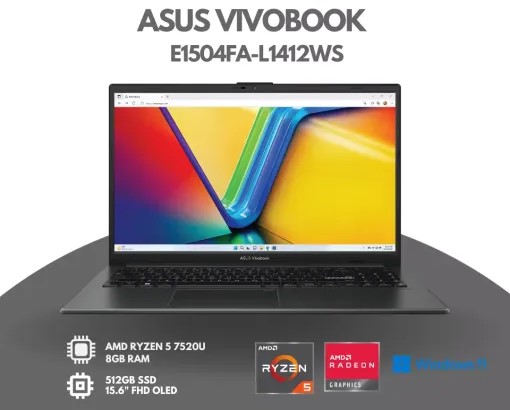 ASUS VIVOBOOK
E1504FA-L1412WS
ASUS Vivobook
AMD RYZEN 5 7520U
8GB RAM
512GB SSD
15.6" FHD OLED
AMD
RYZEN
5
AMD
RADEON
GRAPHICS
Windows 11